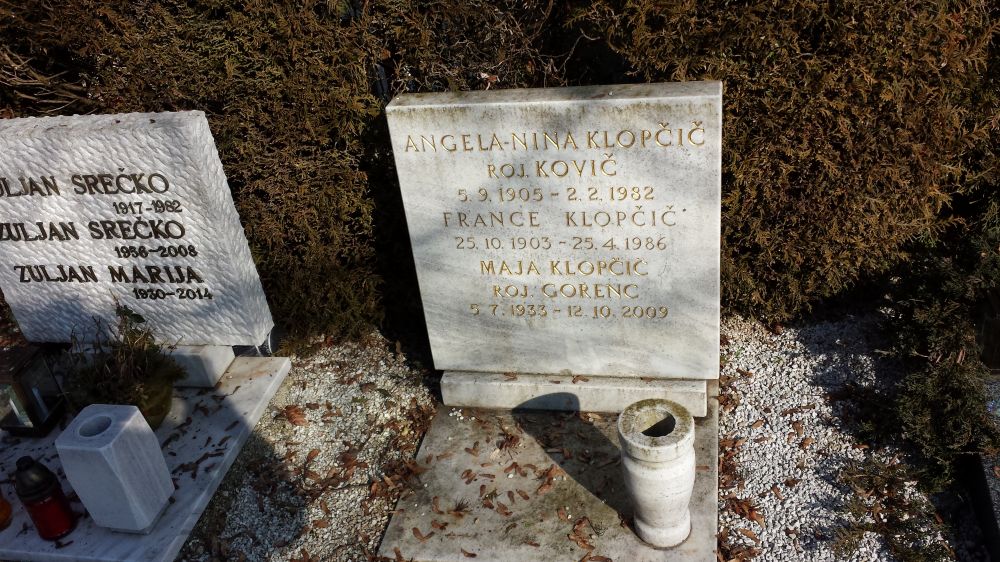 ULJAN SREČKO
1917-1982
ZULJAN SREČKO
1956-2008
ZULJAN MARIJA
1930-2014
ANGELA-NINA KLOPČIČ
ROJ. KOVIČ
5. 9. 1905 - 2. 2. 1982
FRANCE KLOPČIČ
25. 10. 1903 - 25. 4. 1986
MAJA KLOPČIČ
ROJ. GORENC
5. 7. 1933 - 12. 10. 2009